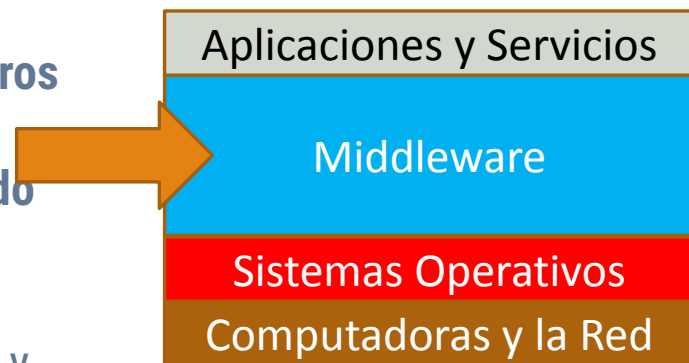 Aplicaciones y Servicios
ros
Middleware
do
Sistemas Operativos
Computadoras y la Red
y